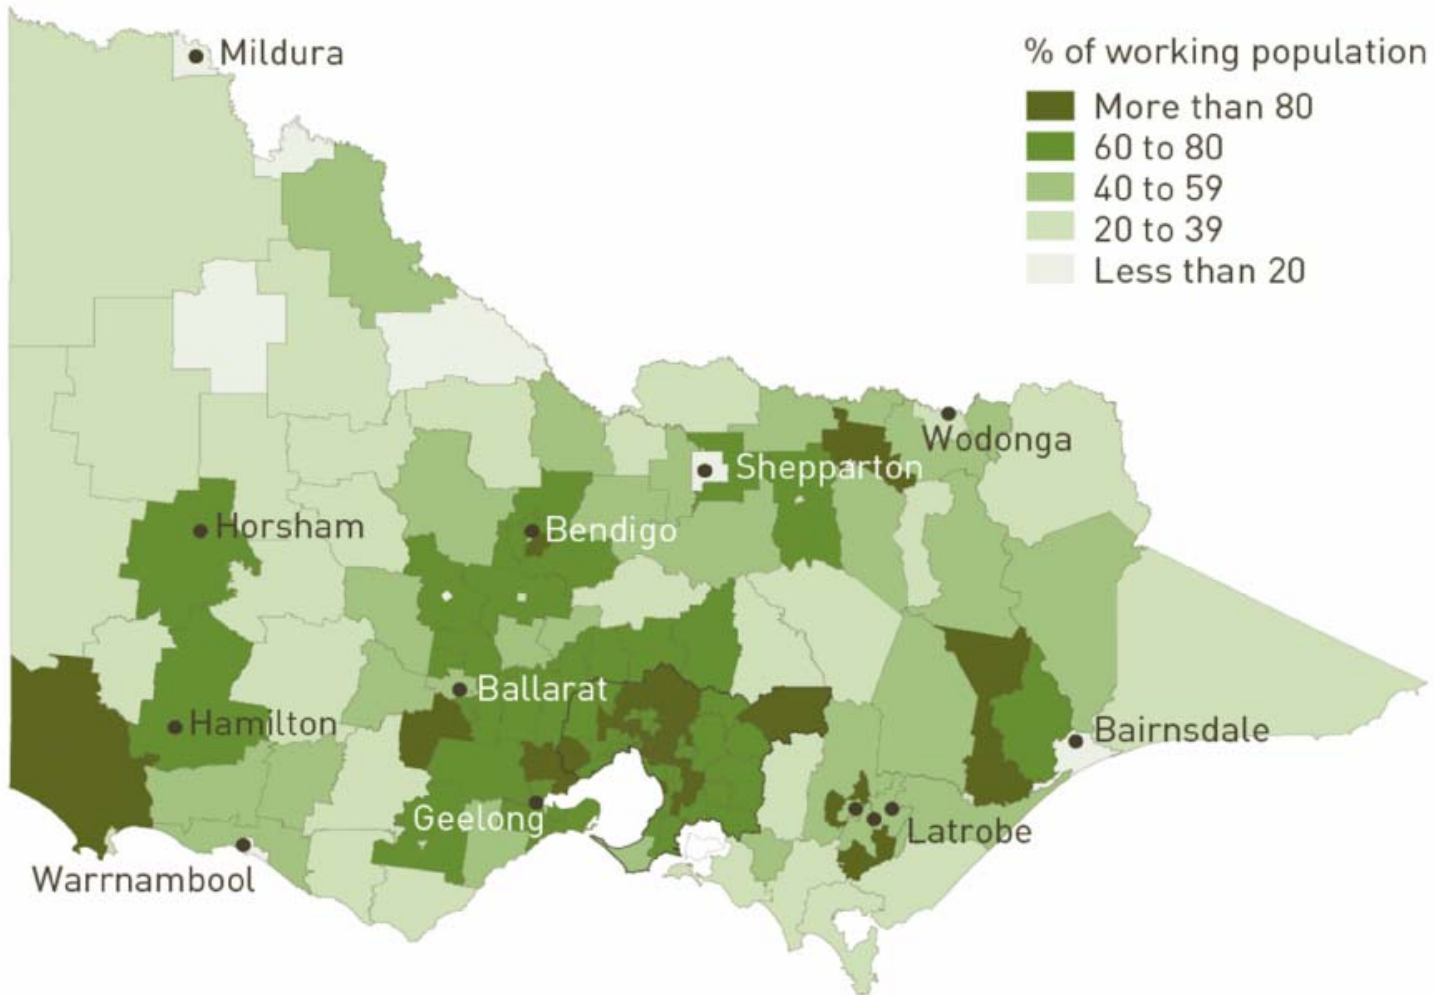 Mildura
% of working population
More than 80
60 to 80
40 to 59
20 to 39
Less than 20
Wodonga
Shepparton
Horsham
Bendigo
Ballarat
Hamilton
Bairnsdale
Geelong
Latrobe
Warrnambool